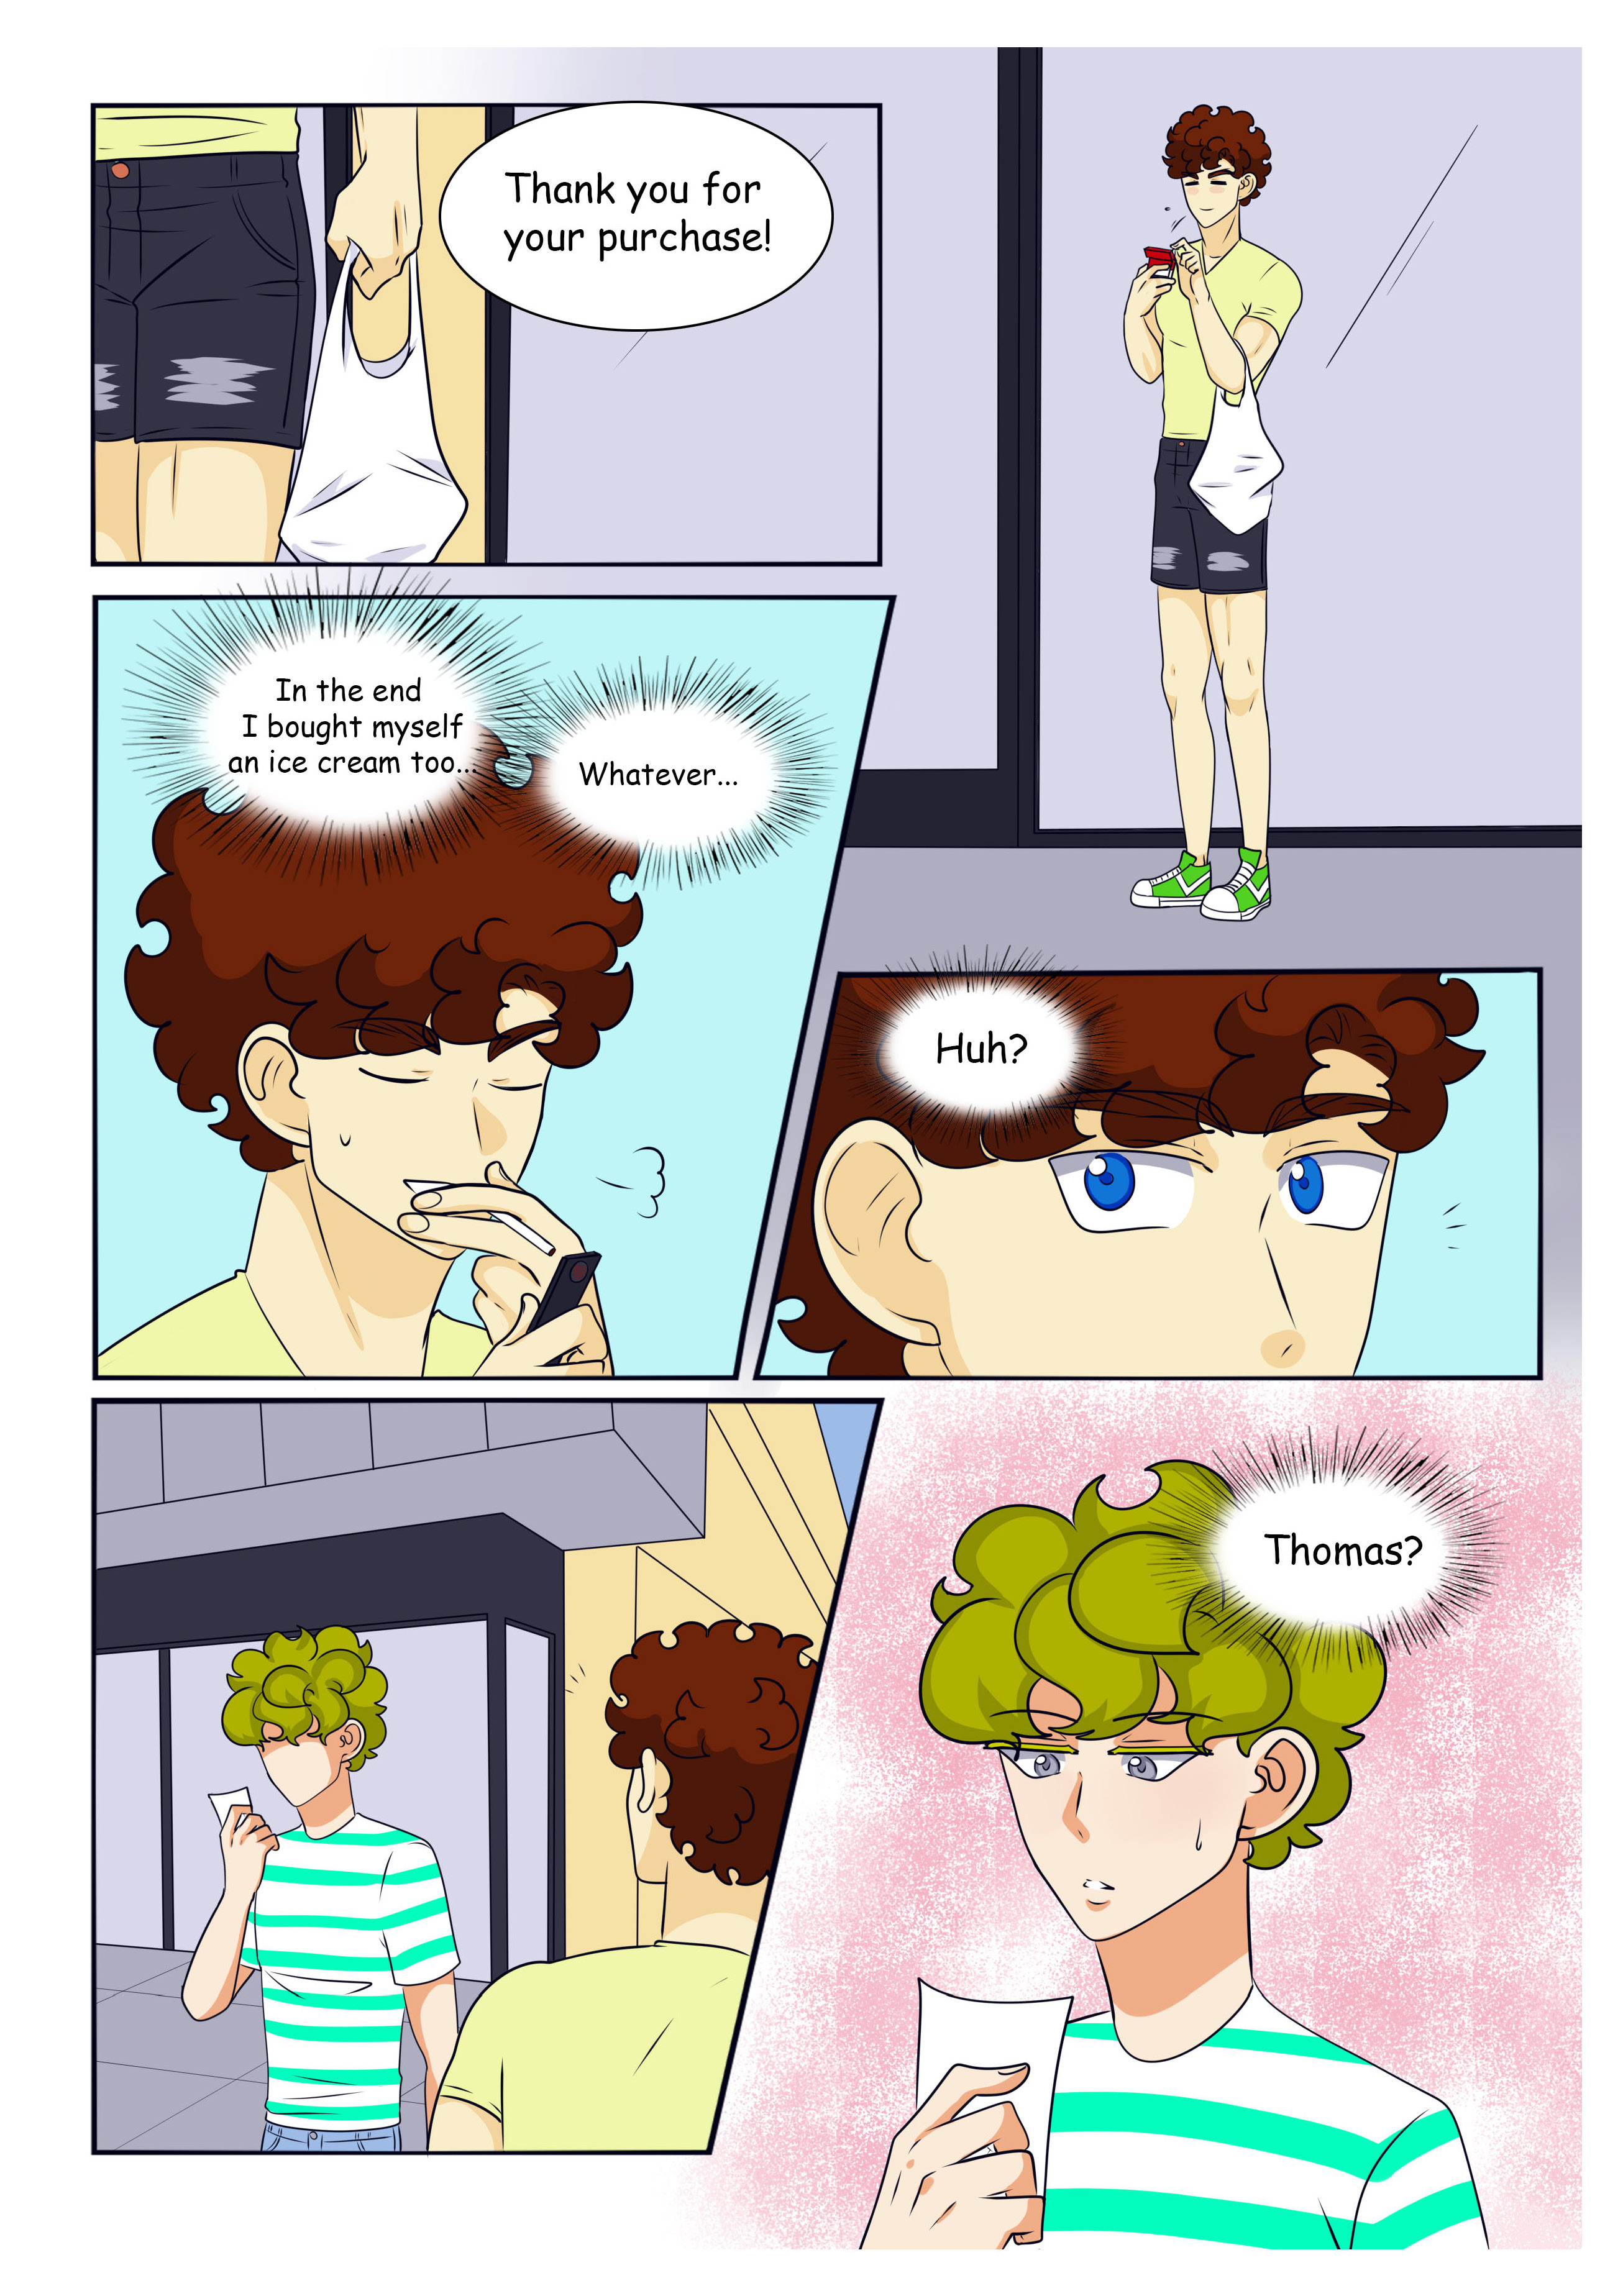 Thank you for
your purchase!
In the end
I bought myself
an ice cream too...
Whatever...
Huh?
Thomas?